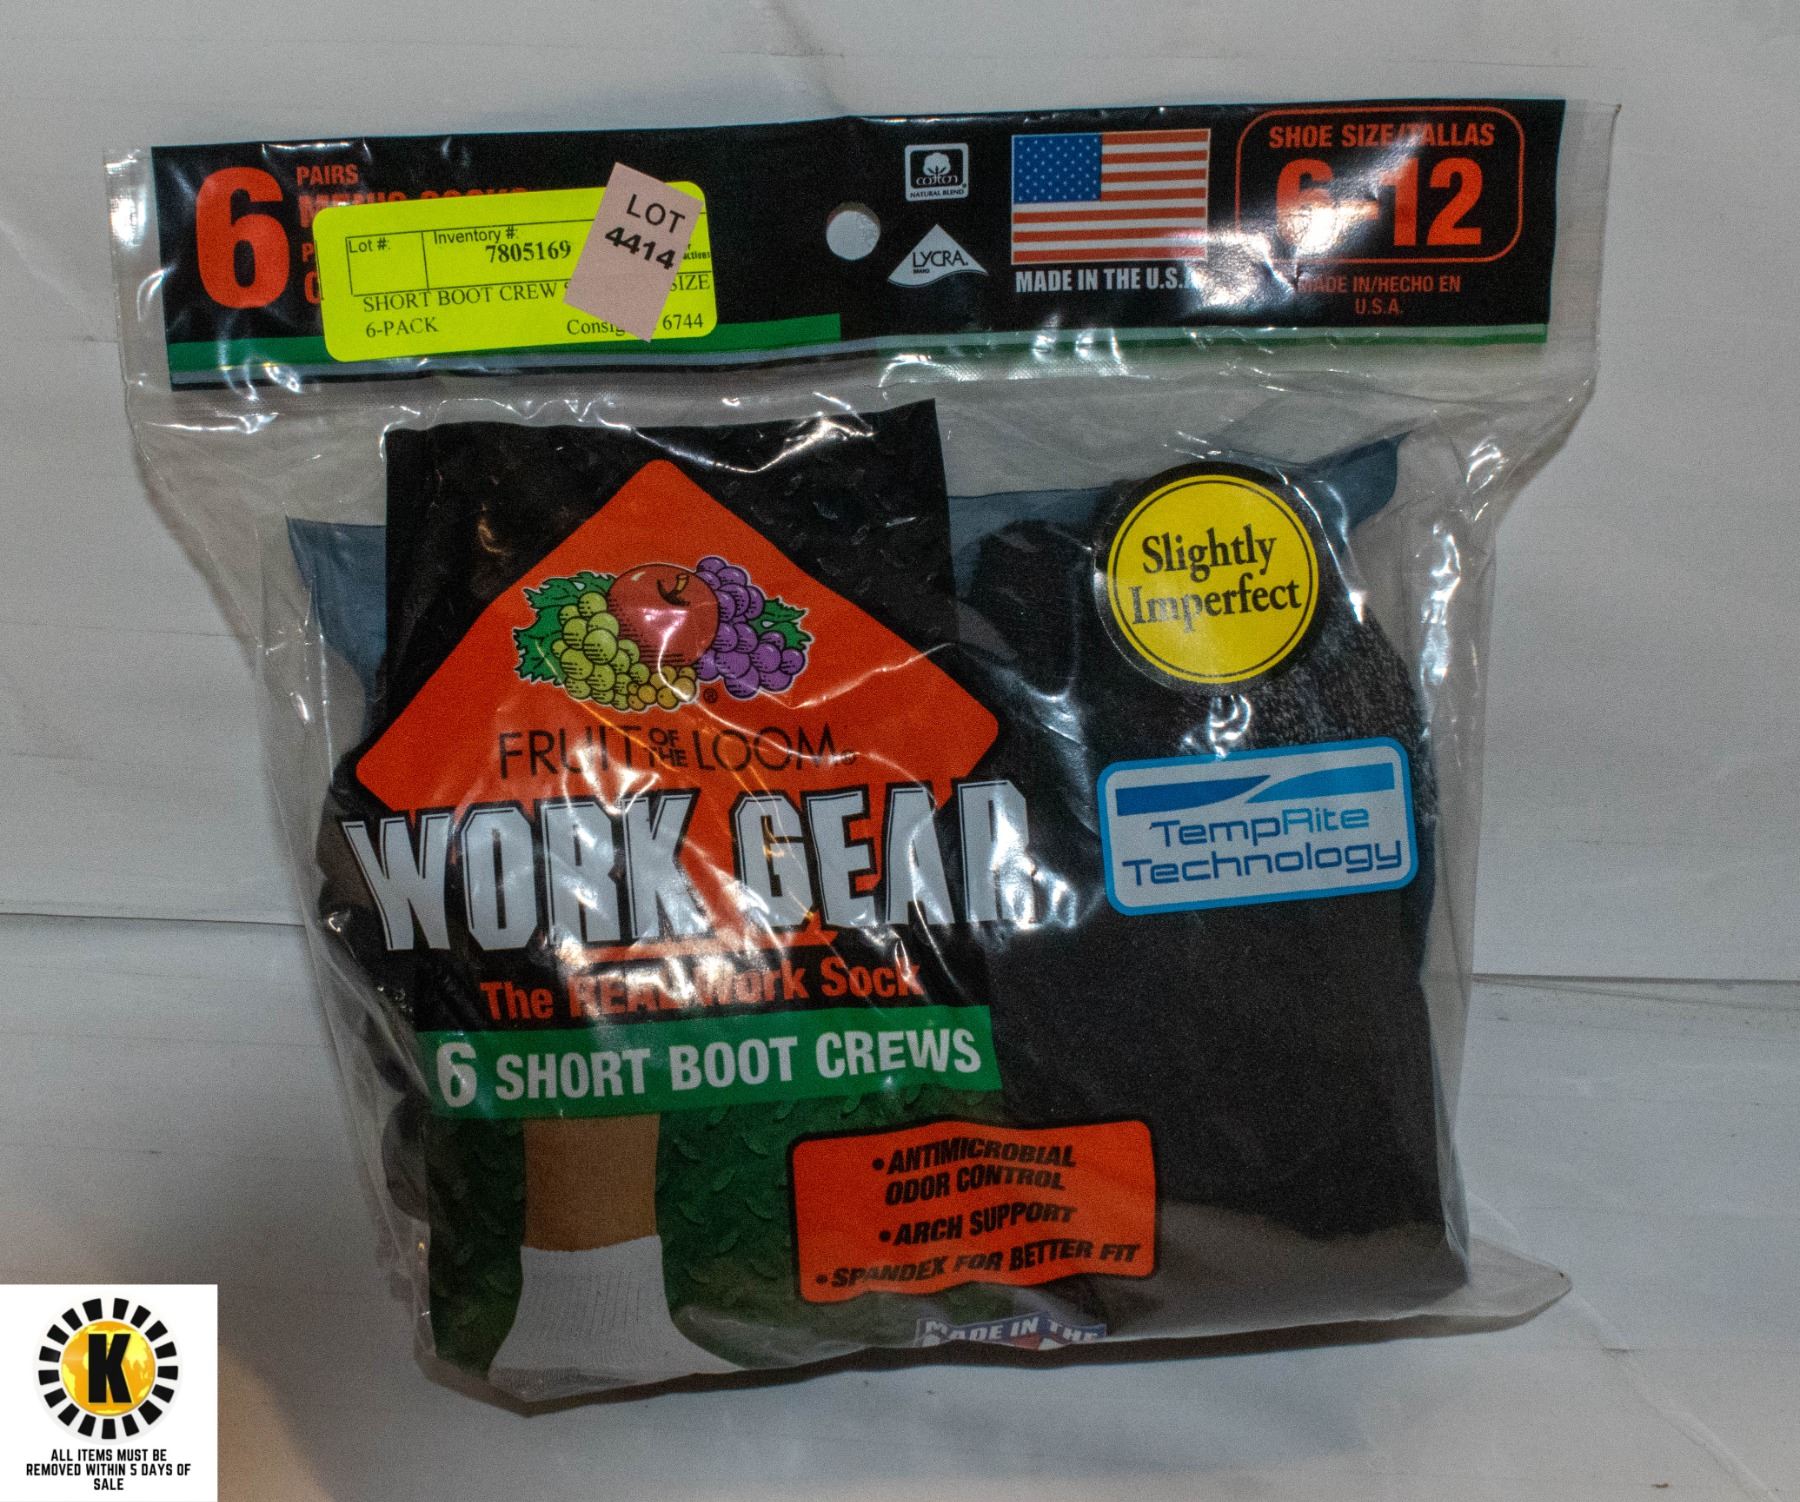 6
PAIRS
Lot #:
Inventory #:
7805169
SHORT BOOT CREW
SIZE
6-PACK
6744
LOT
4414
COTTON
NATURAL BLEND
LYCRA
MADE IN THE U.S.A.
SHOE SIZE/TALLAS
6-12
MADE IN/HECHO EN
U.S.A.
Slightly
Imperfect
FRUIT OF THE LOOM®
WORK GEAR
The REAL Work Sock
6 SHORT BOOT CREWS
TempRite
Technology
•ANTIMICROBIAL
ODOR CONTROL
•ARCH SUPPORT
•SPANDEX FOR BETTER FIT
MADE IN THE
K
ALL ITEMS MUST BE
REMOVED WITHIN 5 DAYS OF
SALE